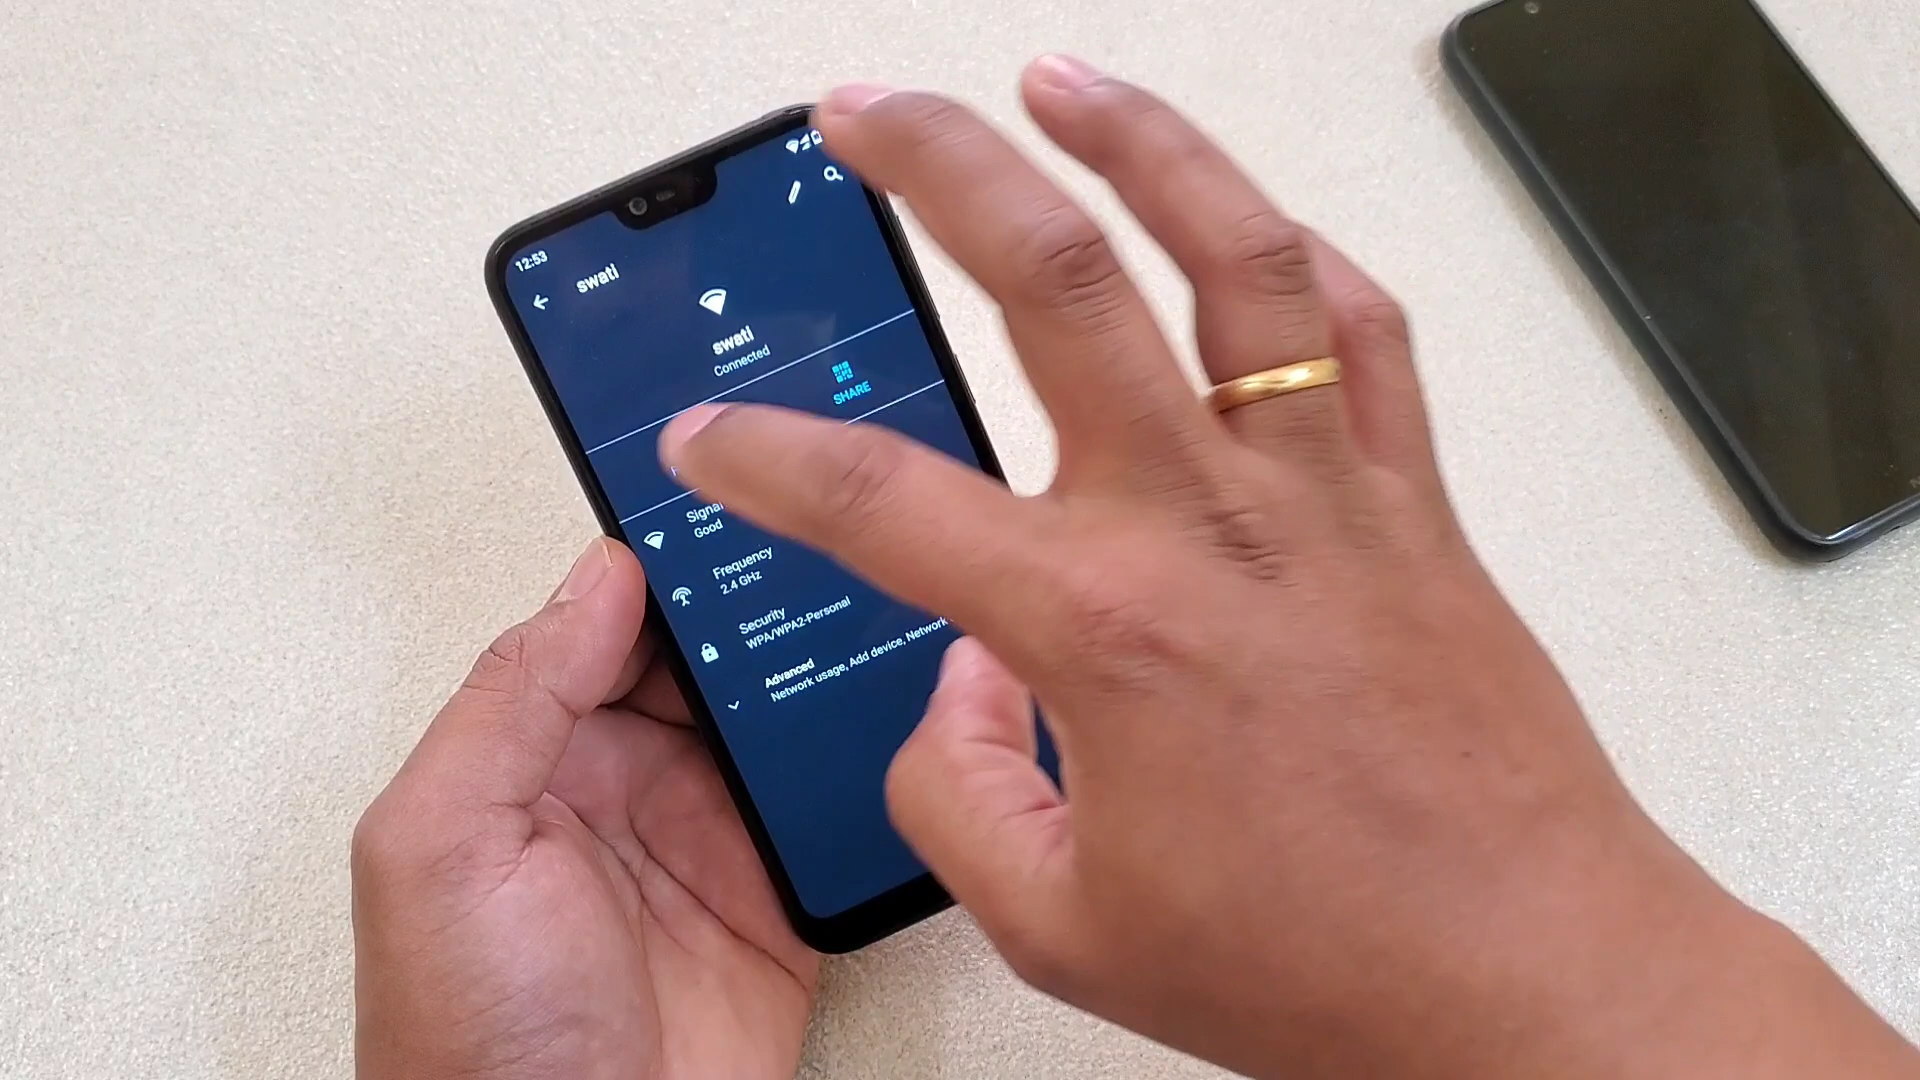 12:53
swati
swati
Connected
SHARE
Good
Frequency
2.4 GHz
Security
WPA/WPA2-Personal
Advanced
Network usage, Add device, Network